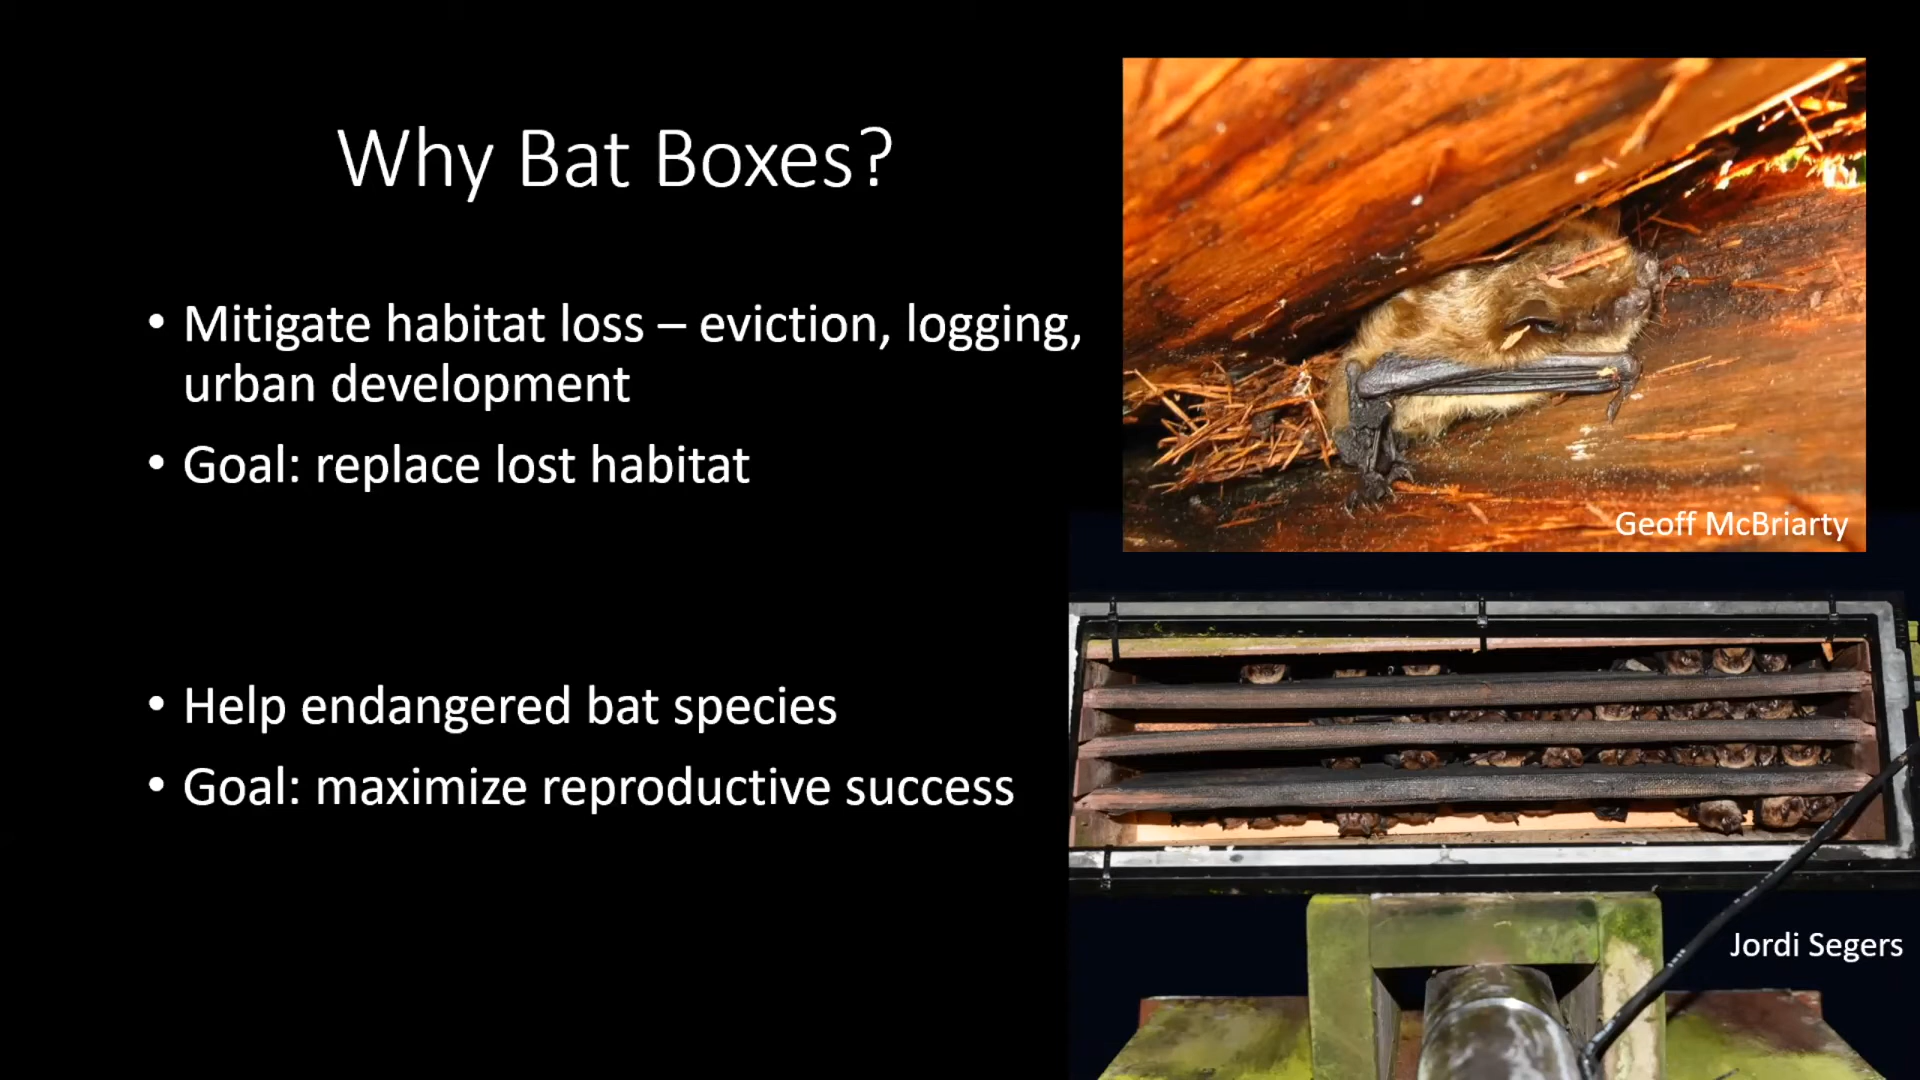 Why Bat Boxes?
• Mitigate habitat loss – eviction, logging,
urban development
• Goal: replace lost habitat
• Help endangered bat species
• Goal: maximize reproductive success
Geoff McBriarty
Jordi Segers